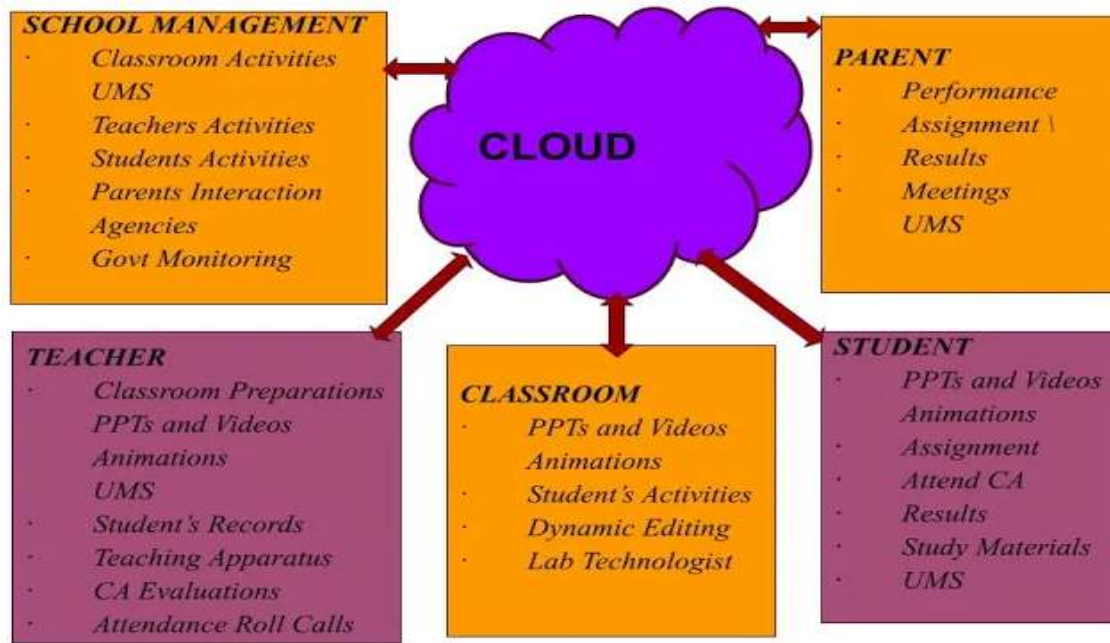 SCHOOL MANAGEMENT
· Classroom Activities
UMS
· Teachers Activities
· Students Activities
· Parents Interaction
Agencies
· Govt Monitoring
CLOUD
PARENT
· Performance
· Assignment \
· Results
· Meetings
UMS
TEACHER
· Classroom Preparations
PPTs and Videos
Animations
UMS
· Student’s Records
· Teaching Apparatus
· CA Evaluations
· Attendance Roll Calls
CLASSROOM
· PPTs and Videos
Animations
· Student’s Activities
· Dynamic Editing
· Lab Technologist
STUDENT
· PPTs and Videos
Animations
· Assignment
· Attend CA
· Results
· Study Materials
· UMS